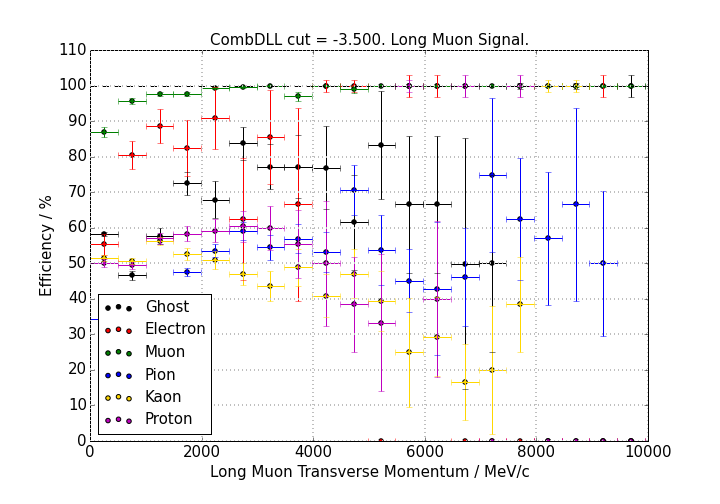 CombDLL cut = -3.500. Long Muon Signal.
110
100
90
80
70
60
50
40
30
20
10
0
Efficiency / %
Ghost
Electron
Muon
Pion
Kaon
Proton
0 2000 4000 6000 8000 10000
Long Muon Transverse Momentum / MeV/c